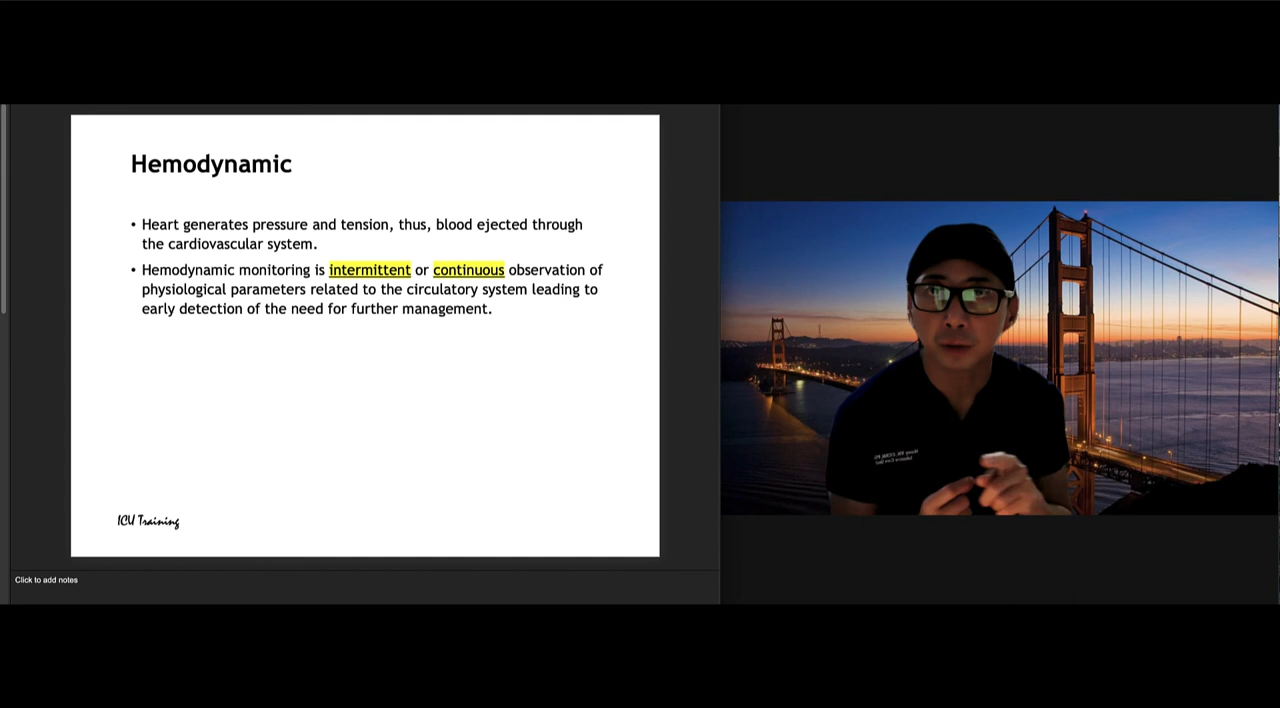 Hemodynamic
• Heart generates pressure and tension, thus, blood ejected through
the cardiovascular system.
• Hemodynamic monitoring is intermittent or continuous observation of
physiological parameters related to the circulatory system leading to
early detection of the need for further management.
ICU Training
Click to add notes